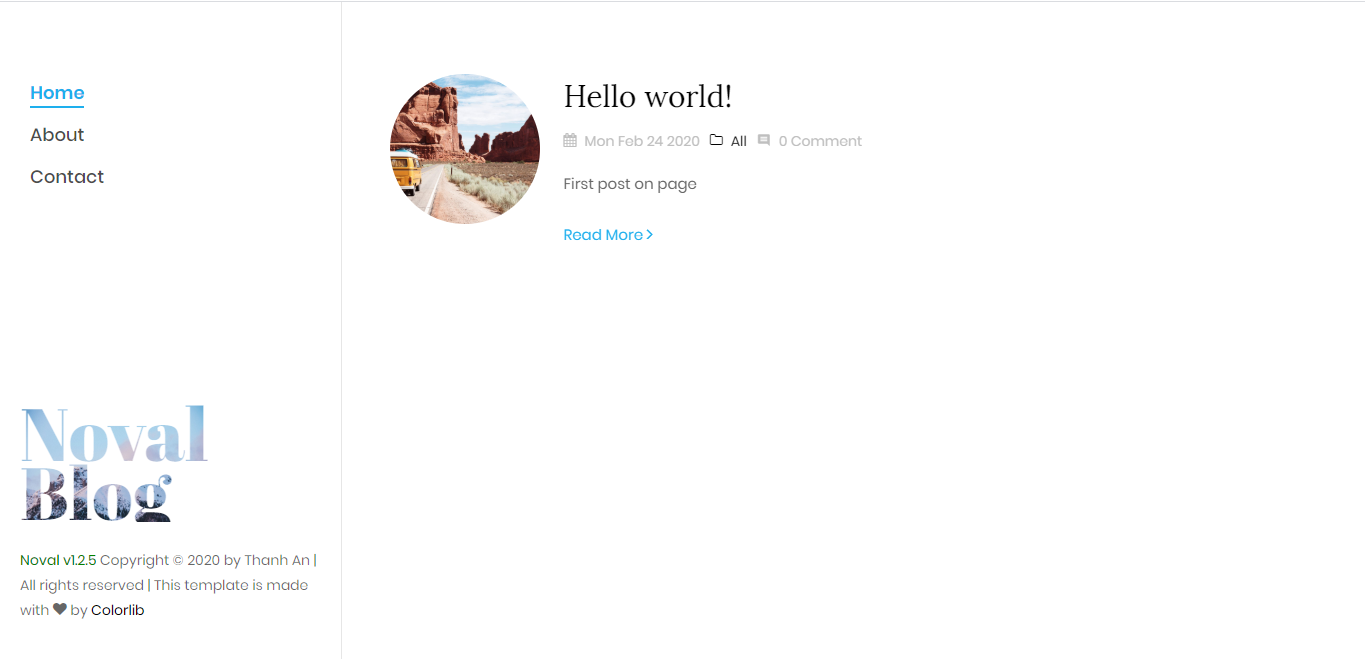 Home
About
Contact
Noval
Blog
Noval v1.2.5 Copyright © 2020 by Thanh An |
All rights reserved | This template is made
with ♥ by Colorlib
Hello world!
Mon Feb 24 2020 All 0 Comment
First post on page
Read More >